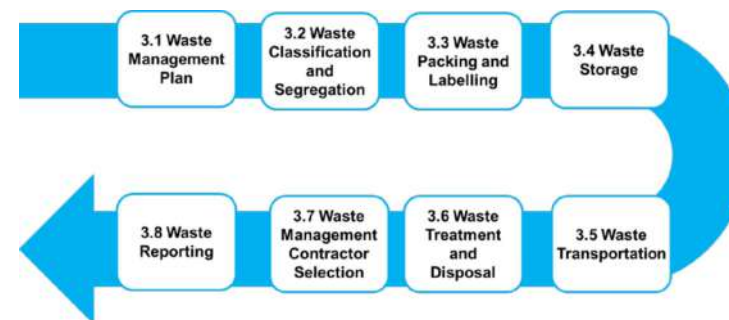 3.1 Waste
Management
Plan
3.2 Waste
Classification
and
Segregation
3.3 Waste
Packing and
Labelling
3.4 Waste
Storage
3.5 Waste
Transportation
3.6 Waste
Treatment
and
Disposal
3.7 Waste
Management
Contractor
Selection
3.8 Waste
Reporting